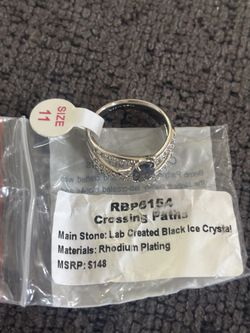 SIZE
11
RBP6154
Crossing Paths
Main Stone: Lab Created Black Ice Crystal
Materials: Rhodium Plating
MSRP: $148